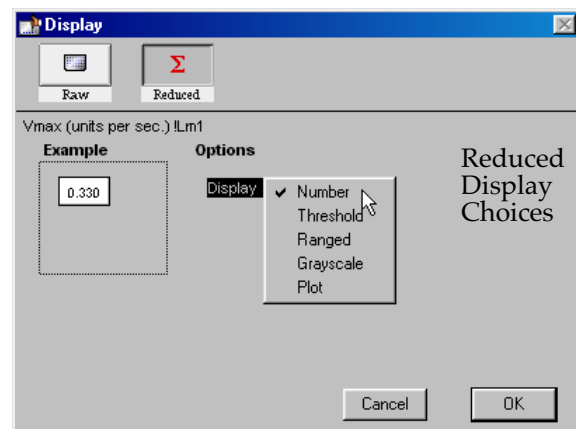 Display
Raw
Σ
Reduced
Vmax (units per sec.) !Lm1
Example
Options
0.330
Display
✔ Number
Threshold
Ranged
Grayscale
Plot
Reduced
Display
Choices
Cancel
OK